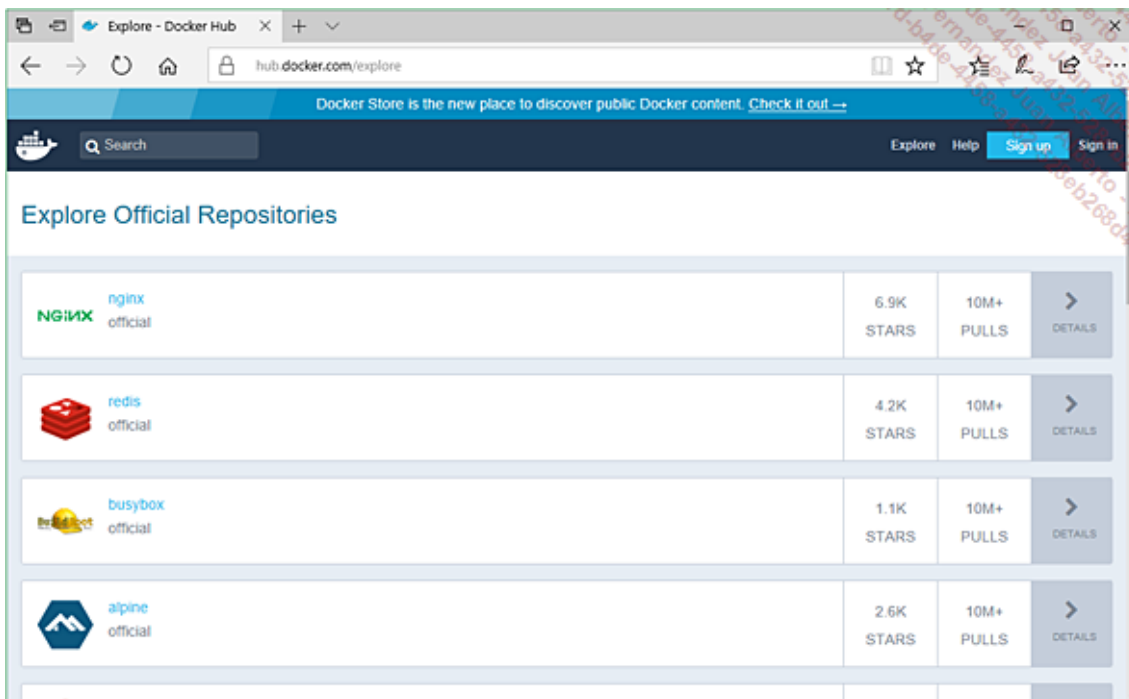 Explore - Docker Hub
hub.docker.com/explore
Docker Store is the new place to discover public Docker content. Check it out →
Search
Explore Help Sign up Sign in
Explore Official Repositories
NGINX
nginx
official
6.9K
STARS
10M+
PULLS
DETAILS
redis
official
4.2K
STARS
10M+
PULLS
DETAILS
busybox
official
1.1K
STARS
10M+
PULLS
DETAILS
alpine
official
2.6K
STARS
10M+
PULLS
DETAILS